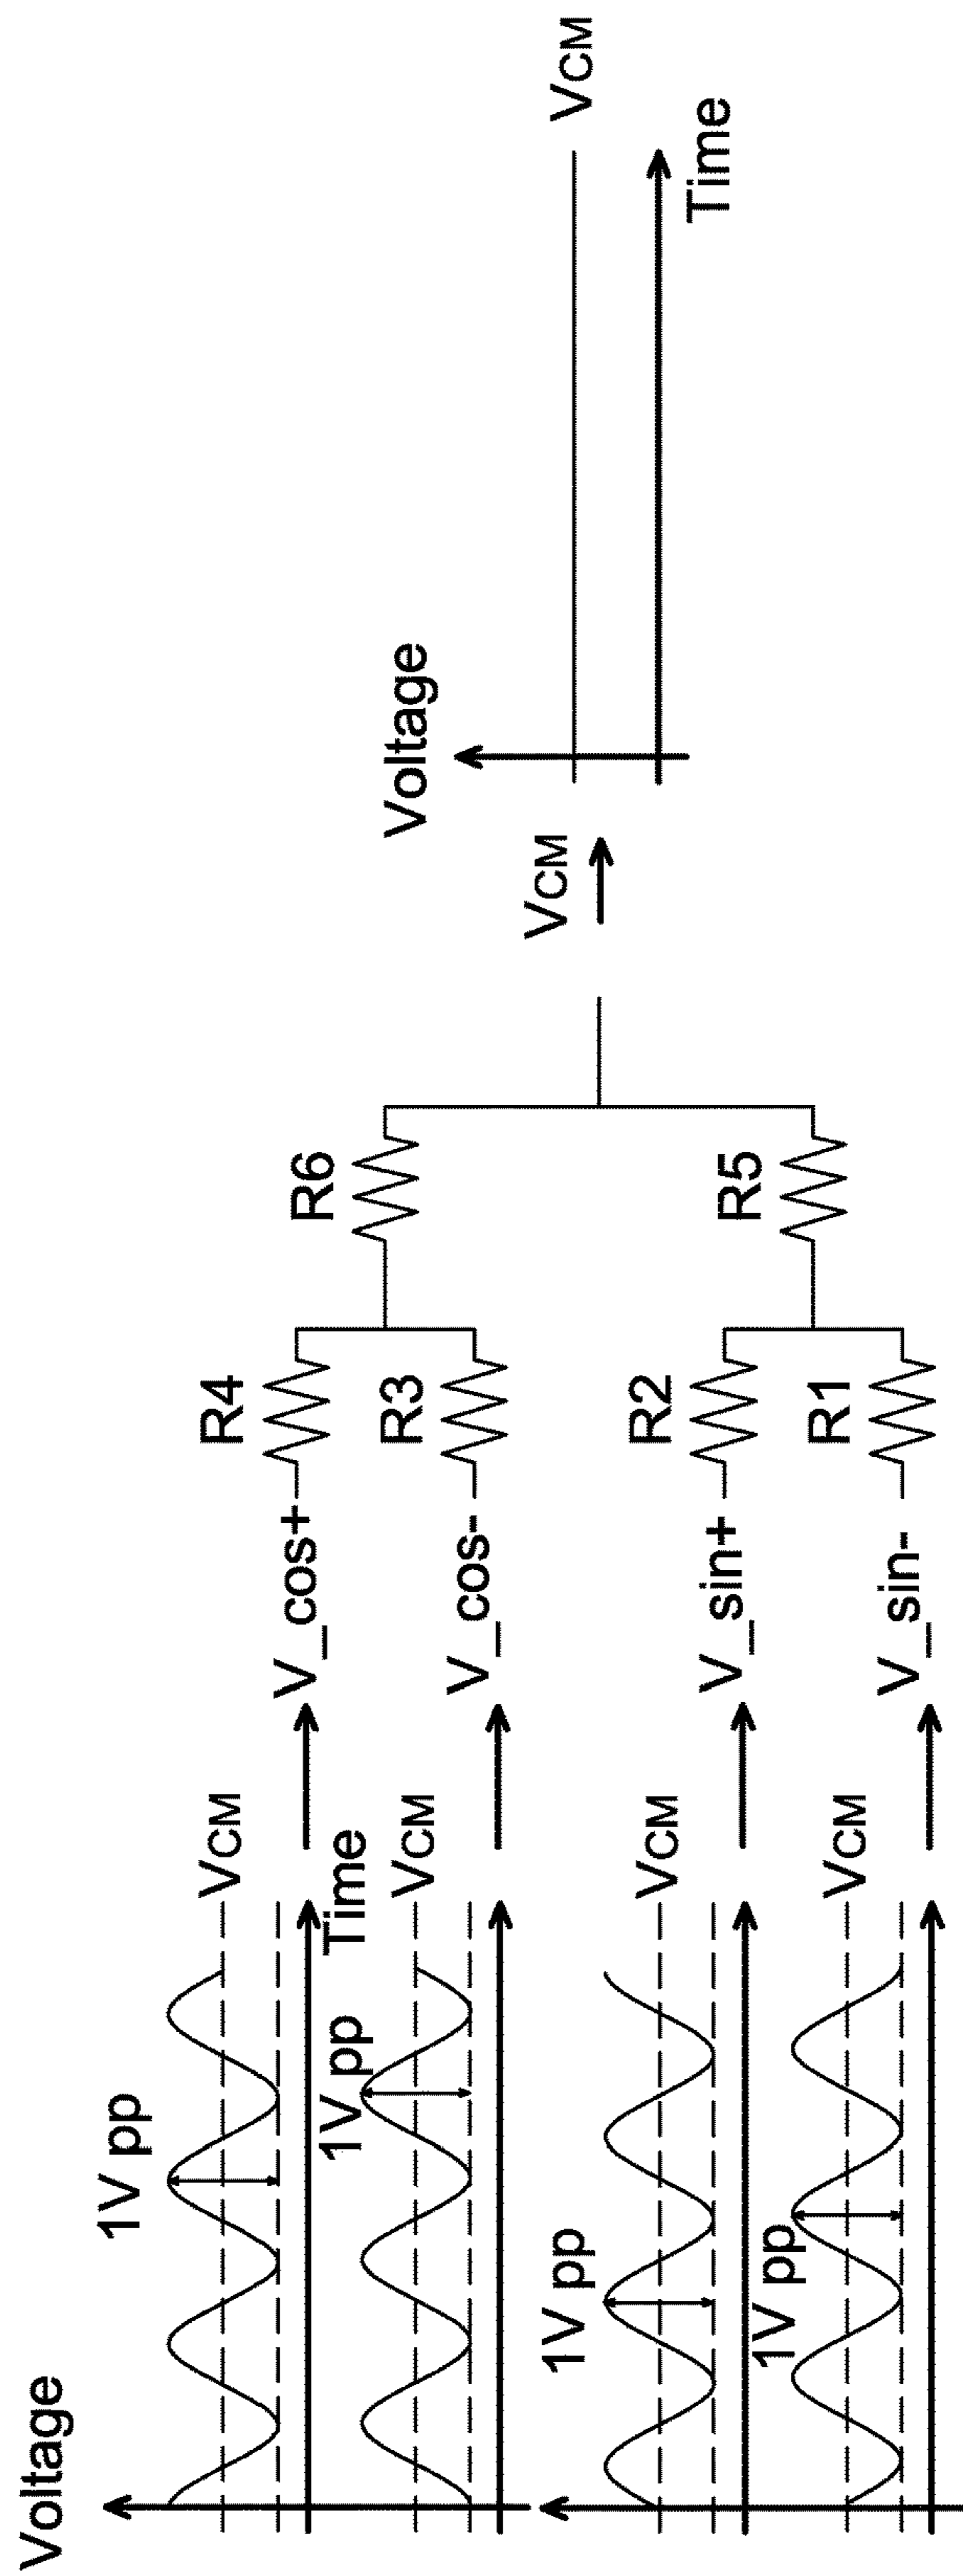 Voltage
1V pp
VCM
Time
V_cos+
R4
1V pp
VCM
V_cos-
R3
R6
1V pp
VCM
V_sin+
R2
1V pp
VCM
V_sin-
R1
R5
VCM
Voltage
VCM
Time